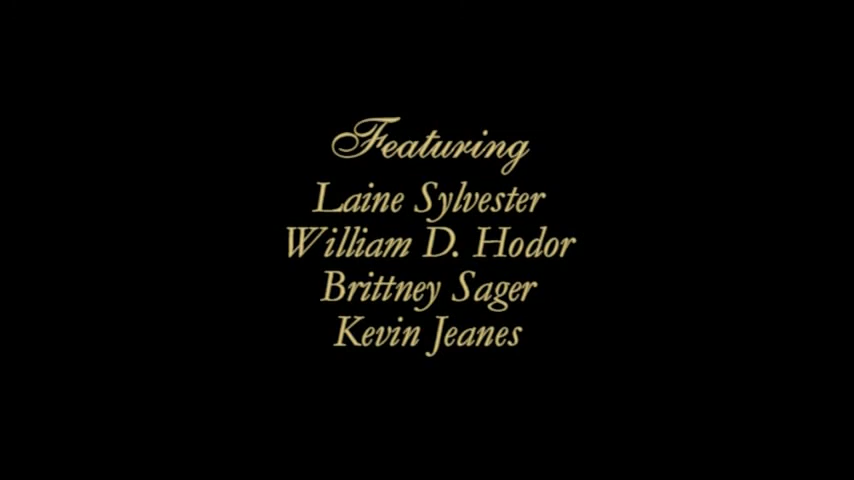 Featuring
Laine Sylvester
William D. Hodor
Brittney Sager
Kevin Jeanes